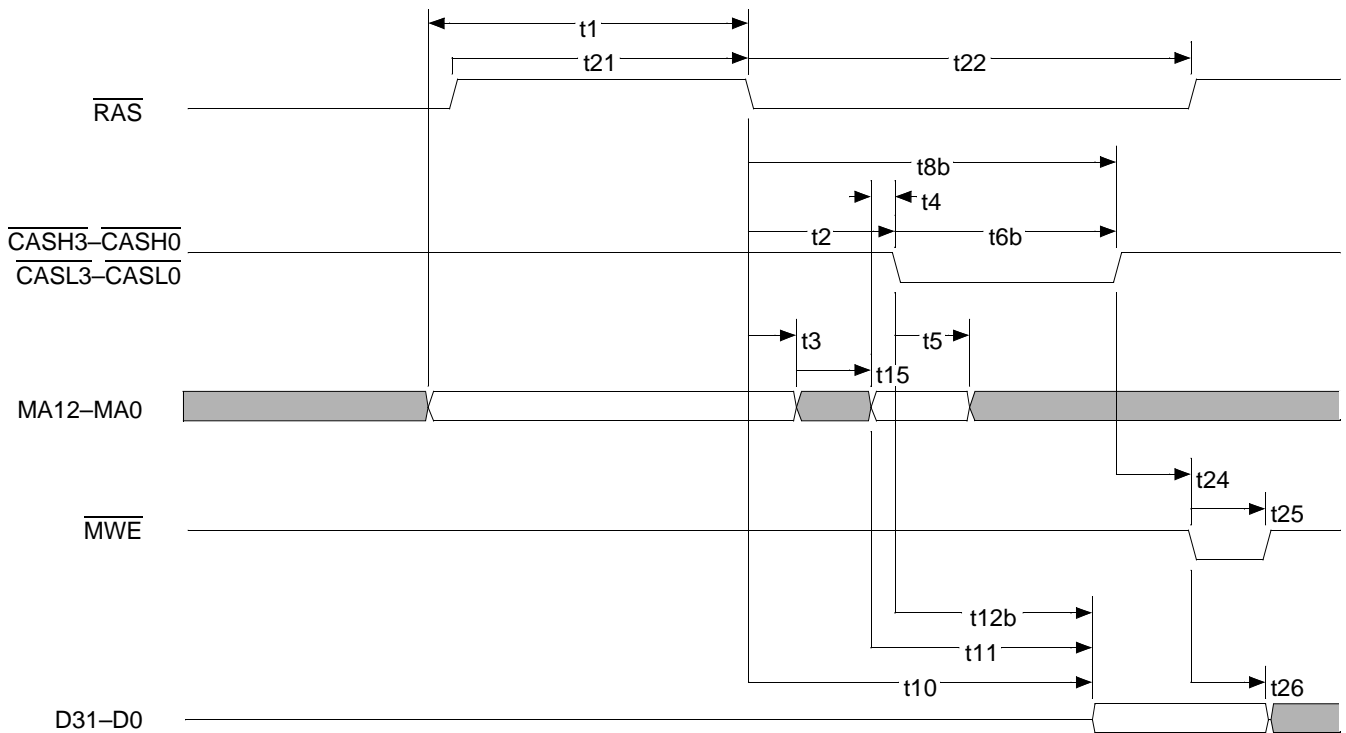 t1
t21
t22
RAS
t8b
t4
CASH3–CASH0
t2
t6b
CASL3–CASL0
t3
t5
t15
MA12–MA0
t24
t25
MWE
t12b
t11
t10
t26
D31–D0